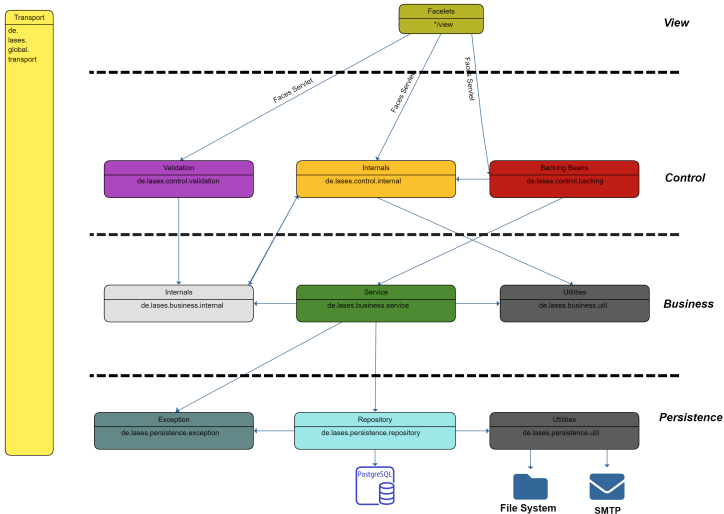 Transport
de.
lases.
global.
transport
Facelets
*/view
View
Faces Servlet
Faces Servlet
Faces Servlet
Validation
de.lases.control.validation
Internals
de.lases.control.internal
Backing Beans
de.lases.control.backing
Control
Internals
de.lases.business.internal
Service
de.lases.business.service
Utilities
de.lases.business.util
Business
Exception
de.lases.persistence.exception
Repository
de.lases.persistence.repository
Utilities
de.lases.persistence.util
Persistence
PostgreSQL
File System
SMTP